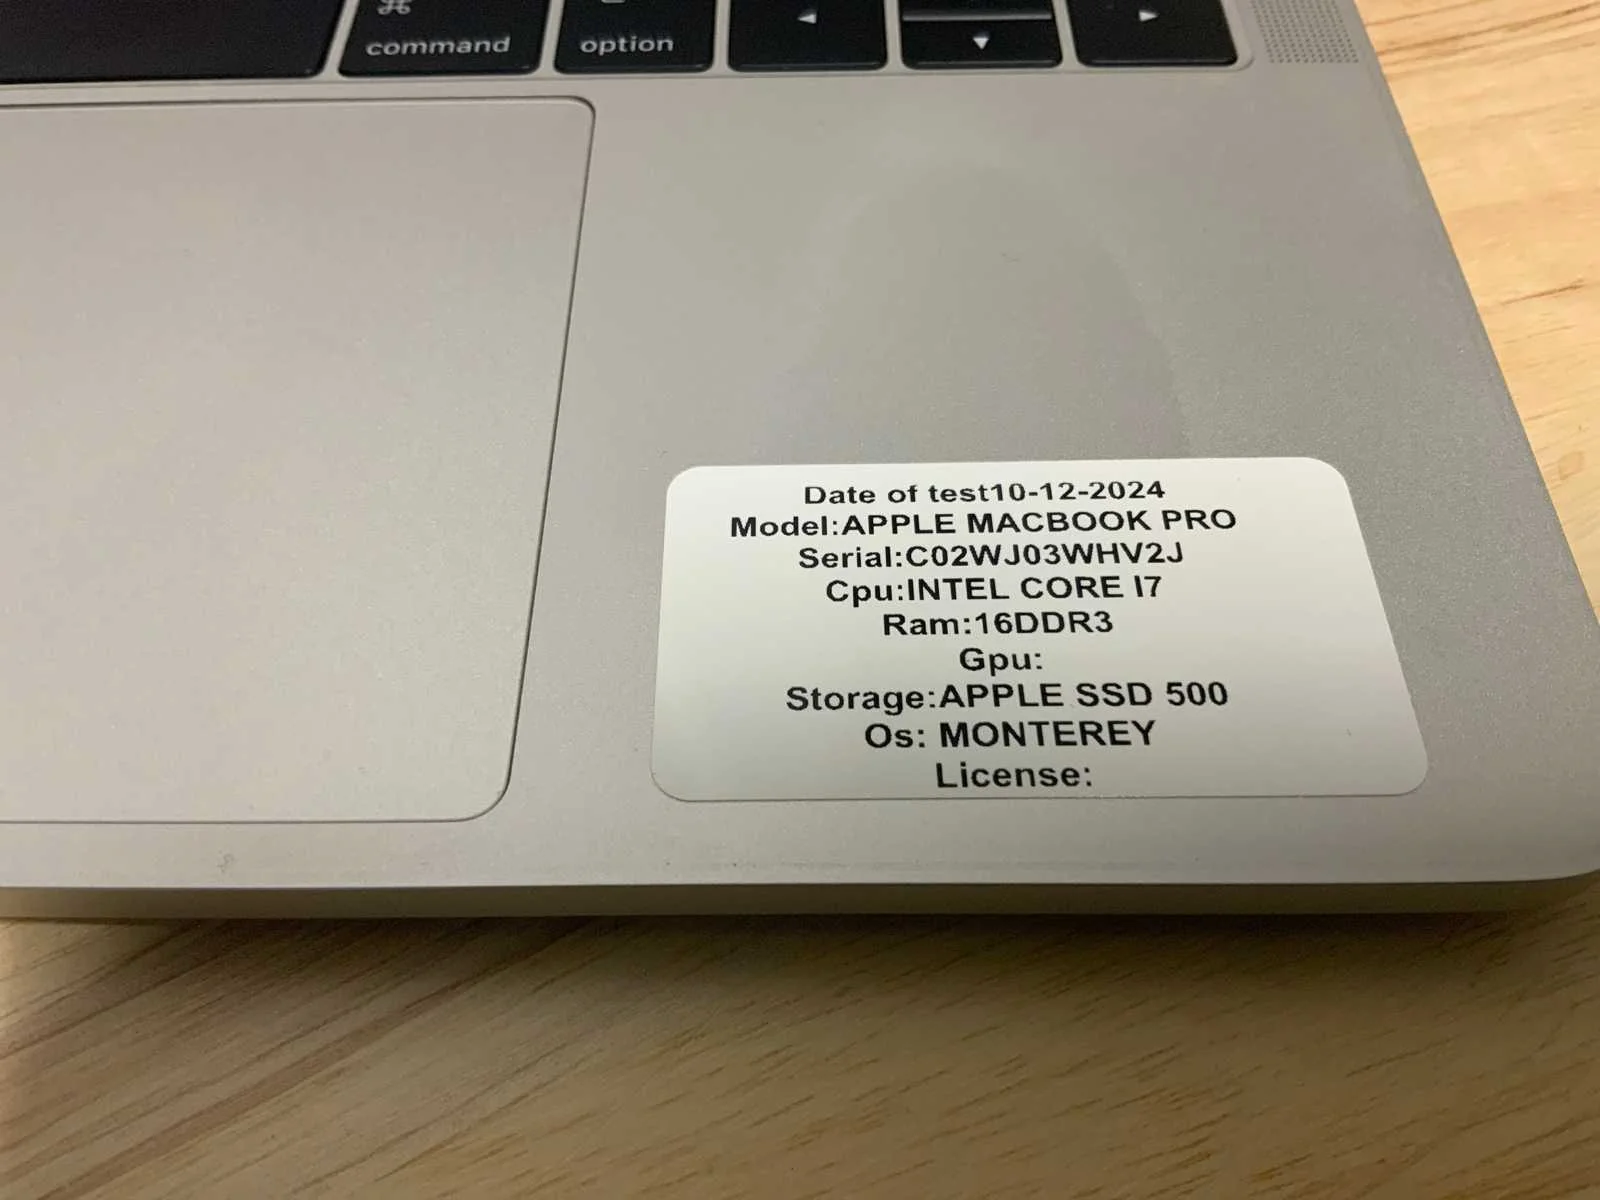 command
option
Date of test10-12-2024
Model:APPLE MACBOOK PRO
Serial:C02WJ03WHV2J
Cpu:INTEL CORE I7
Ram:16DDR3
Gpu:
Storage:APPLE SSD 500
Os: MONTEREY
License: